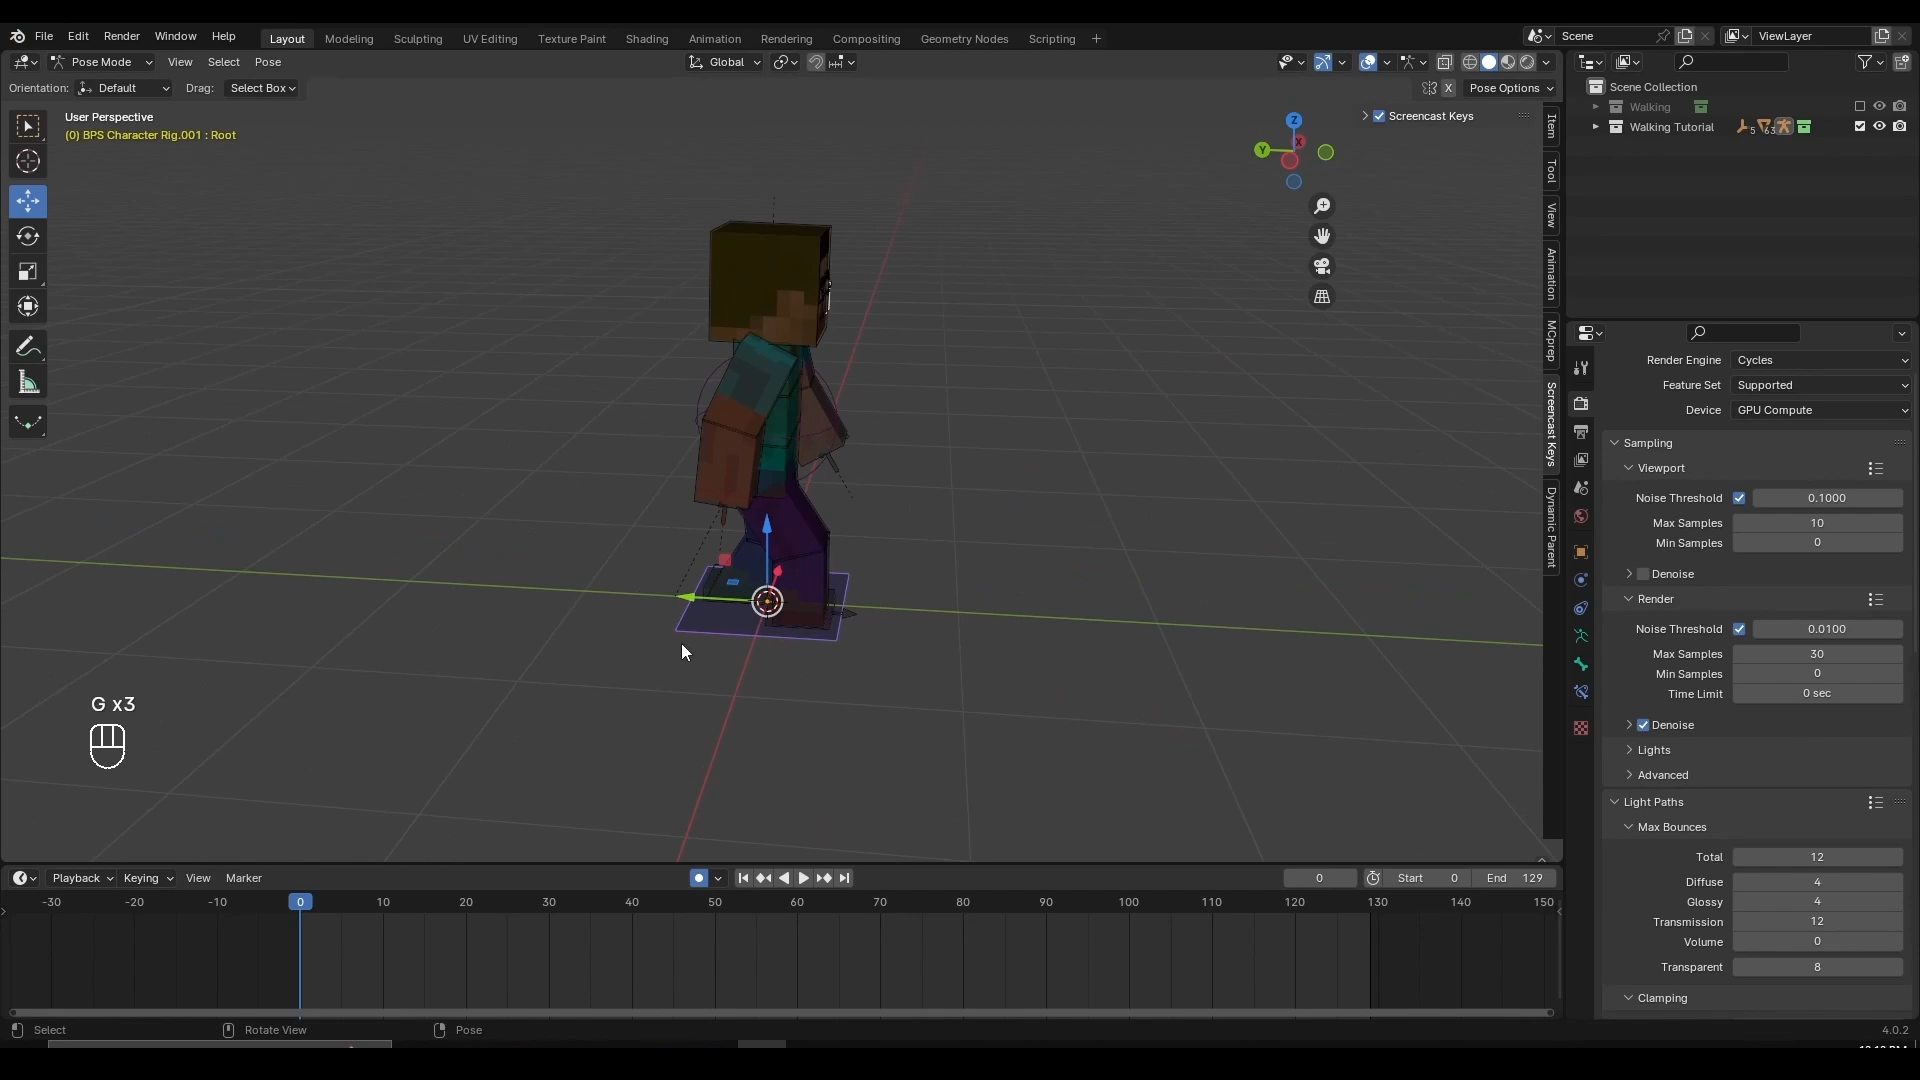 File Edit Render Window Help Layout Modeling Sculpting UV Editing Texture Paint Shading Animation Rendering Compositing Geometry Nodes Scripting + Scene ViewLayer
Pose Mode View Select Pose Global
Orientation: Default Drag: Select Box X Pose Options
User Perspective
(0) BPS Character Rig.001 : Root
Screencast Keys
Z
Y
X
Item
Tool
View
Animation
MCprep
Screencast Keys
Dynamic Parent
Scene Collection
Walking
Walking Tutorial 5 63
Render Engine Cycles
Feature Set Supported
Device GPU Compute
Sampling
Viewport
Noise Threshold 0.1000
Max Samples 10
Min Samples 0
Denoise
Render
Noise Threshold 0.0100
Max Samples 30
Min Samples 0
Time Limit 0 sec
Denoise
Lights
Advanced
Light Paths
Max Bounces
Total 12
Diffuse 4
Glossy 4
Transmission 12
Volume 0
Transparent 8
Clamping
G x3
Playback Keying View Marker 0 Start 0 End 129
-30 -20 -10 0 10 20 30 40 50 60 70 80 90 100 110 120 130 140 150
Select Rotate View Pose 4.0.2